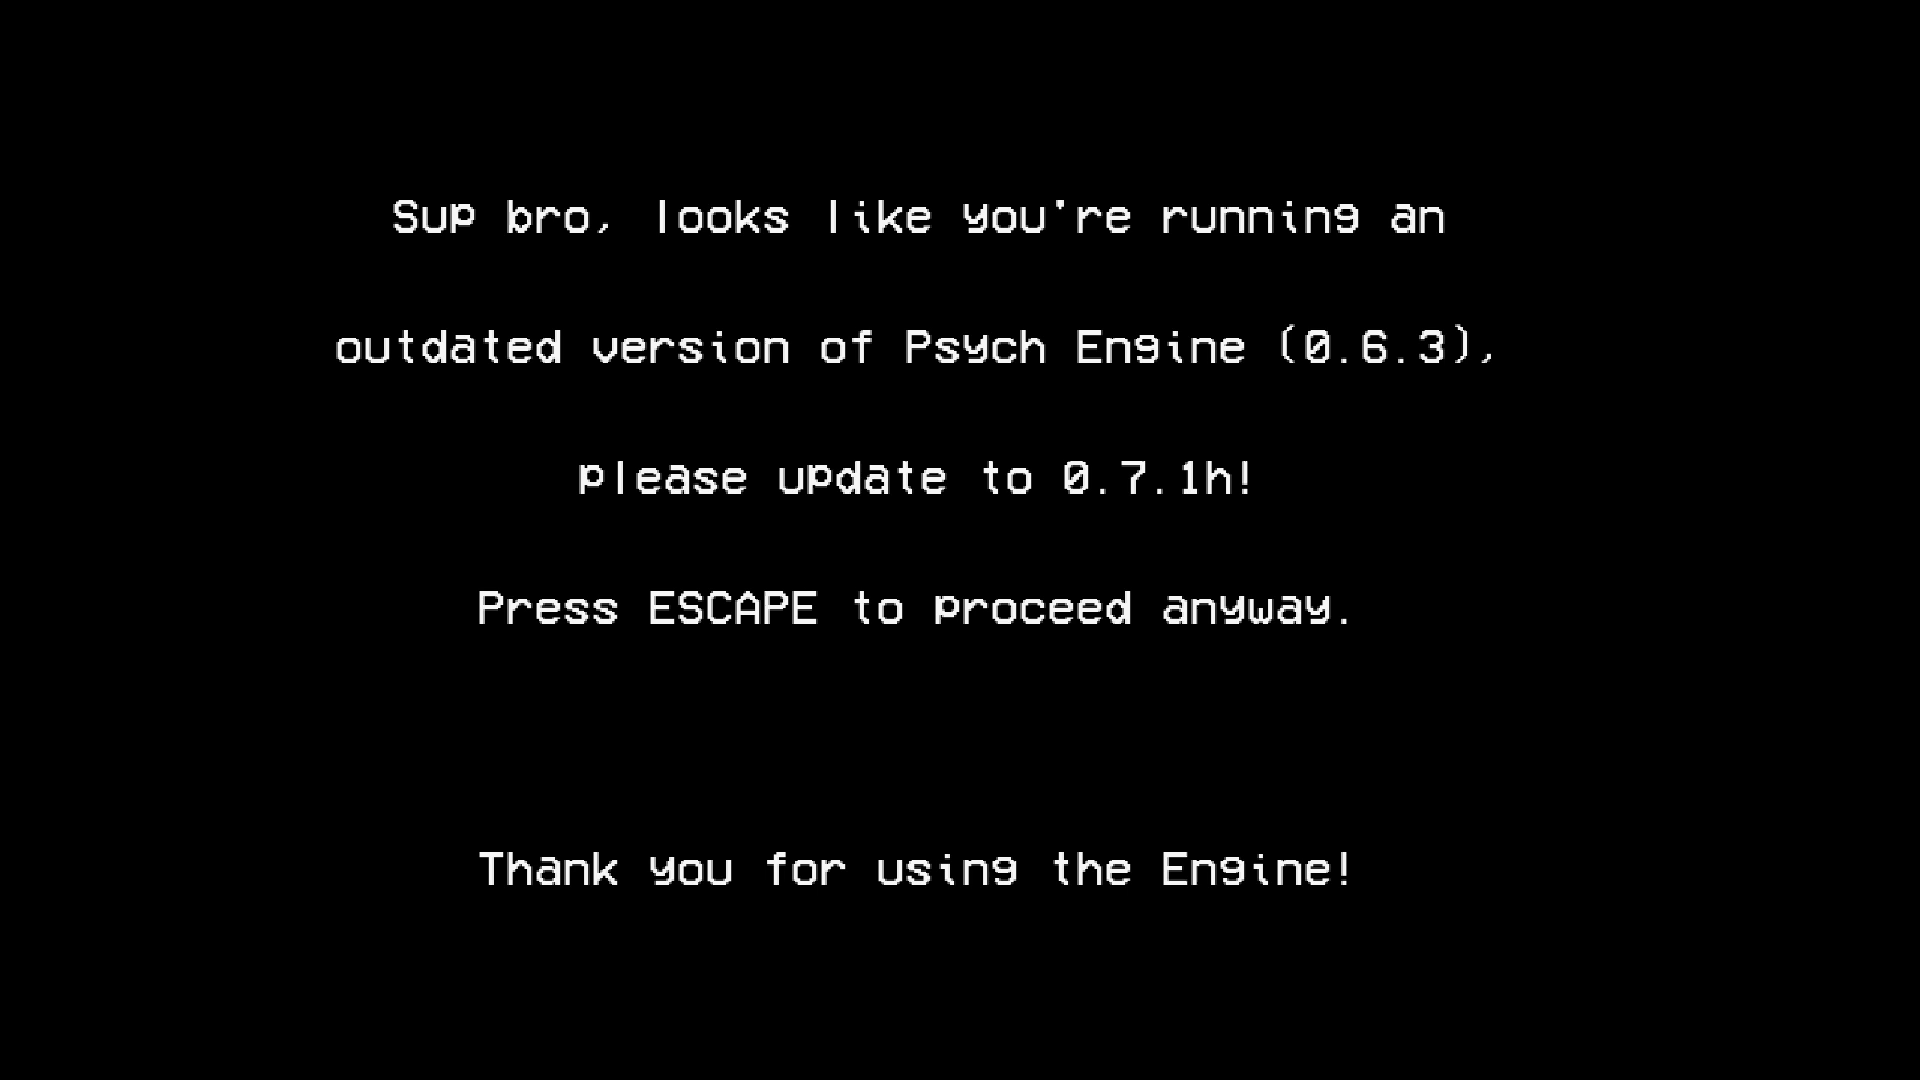 Sup bro, looks like you're running an
outdated version of Psych Engine (0.6.3),
please update to 0.7.1h!
Press ESCAPE to proceed anyway.
Thank you for using the Engine!